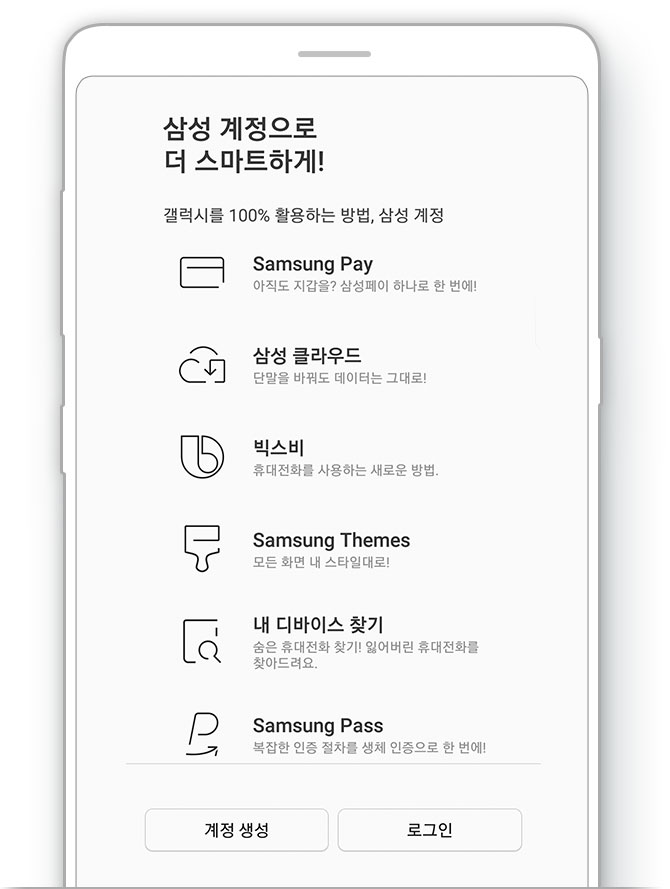 삼성 계정으로
더 스마트하게!
갤럭시를 100% 활용하는 방법, 삼성 계정
Samsung Pay
아직도 지갑을? 삼성페이 하나로 한 번에!
삼성 클라우드
단말을 바꿔도 데이터는 그대로!
빅스비
휴대전화를 사용하는 새로운 방법.
Samsung Themes
모든 화면 내 스타일대로!
내 디바이스 찾기
숨은 휴대전화 찾기! 잃어버린 휴대전화를
찾아드려요.
Samsung Pass
복잡한 인증 절차를 생체 인증으로 한 번에!
계정 생성
로그인